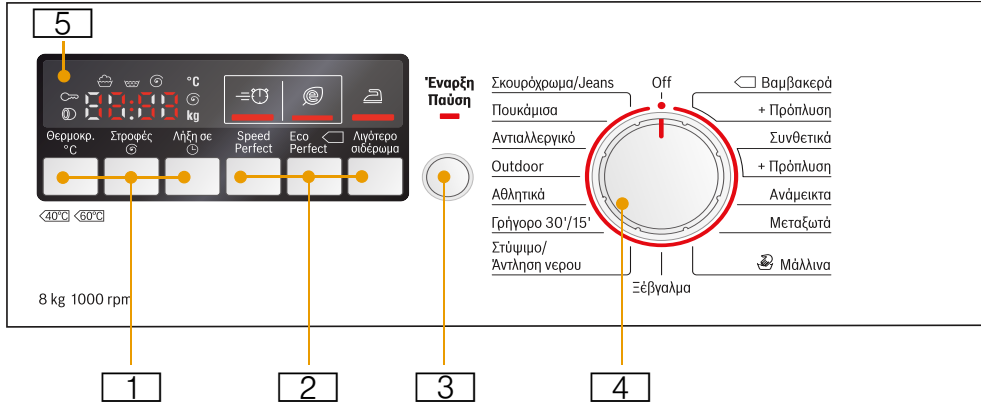 5
°C
kg
Θερμοκρ.
°C
Στροφές
Λήξη σε
Speed
Perfect
Eco
Perfect
Λιγότερο
σιδέρωμα
40°C 60°C
8 kg 1000 rpm
Έναρξη
Παύση
Σκουρόχρωμα/Jeans
Πουκάμισα
Αντιαλλεργικό
Outdoor
Αθλητικά
Γρήγορο 30'/15'
Στύψιμο/
Άντληση νερου
Off
Βαμβακερά
+ Πρόπλυση
Συνθετικά
+ Πρόπλυση
Ανάμεικτα
Μεταξωτά
Μάλλινα
Ξέβγαλμα
1
2
3
4